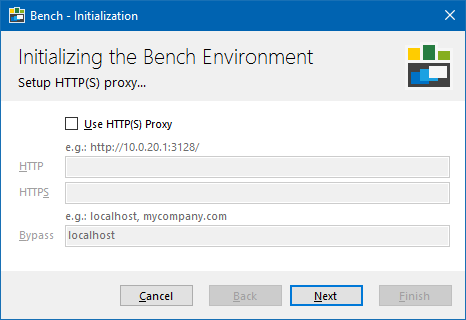 Bench - Initialization
Initializing the Bench Environment
Setup HTTP(S) proxy...
Use HTTP(S) Proxy
e.g.: http://10.0.20.1:3128/
HTTP
HTTPS
e.g.: localhost, mycompany.com
Bypass localhost
Cancel Back Next Finish